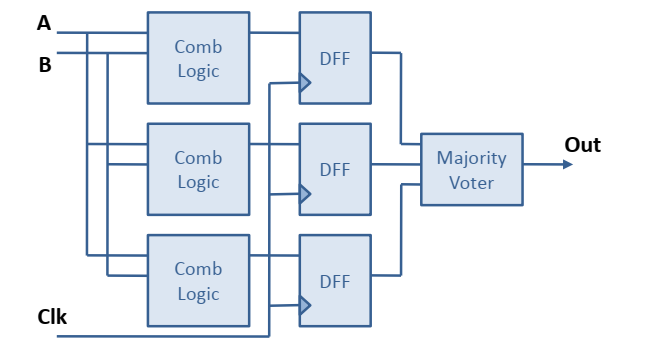 A
B
Comb
Logic
DFF
Comb
Logic
DFF
Majority
Voter
Out
Comb
Logic
DFF
Clk